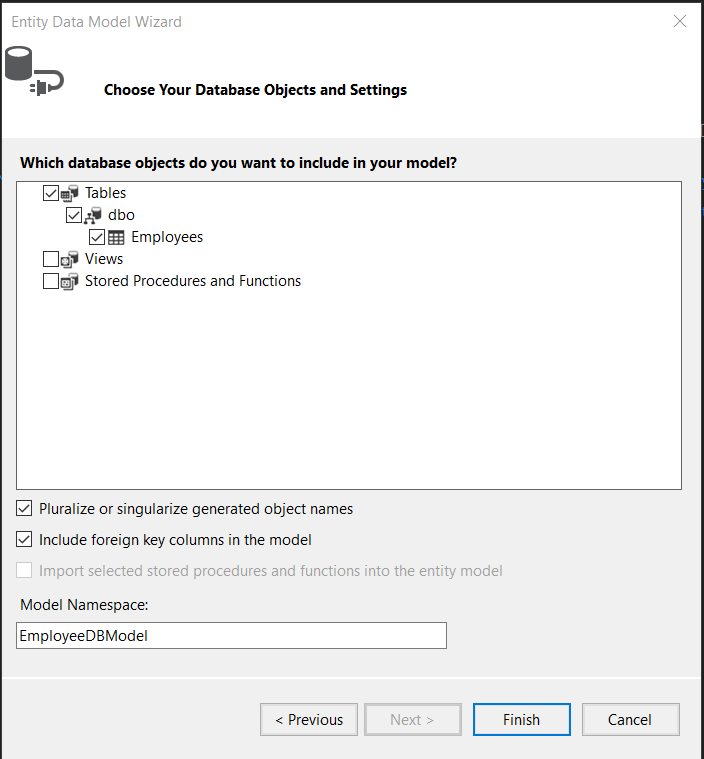 Entity Data Model Wizard
Choose Your Database Objects and Settings
Which database objects do you want to include in your model?
Tables
dbo
Employees
Views
Stored Procedures and Functions
Pluralize or singularize generated object names
Include foreign key columns in the model
Import selected stored procedures and functions into the entity model
Model Namespace:
EmployeeDBModel
< Previous Next > Finish Cancel